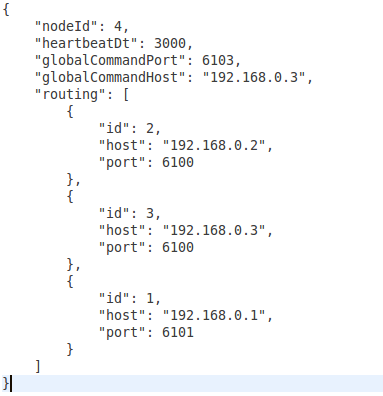 {
    "nodeId": 4,
    "heartbeatDt": 3000,
    "globalCommandPort": 6103,
    "globalCommandHost": "192.168.0.3",
    "routing": [
        {
            "id": 2,
            "host": "192.168.0.2",
            "port": 6100
        },
        {
            "id": 3,
            "host": "192.168.0.3",
            "port": 6100
        },
        {
            "id": 1,
            "host": "192.168.0.1",
            "port": 6101
        }
    ]
}